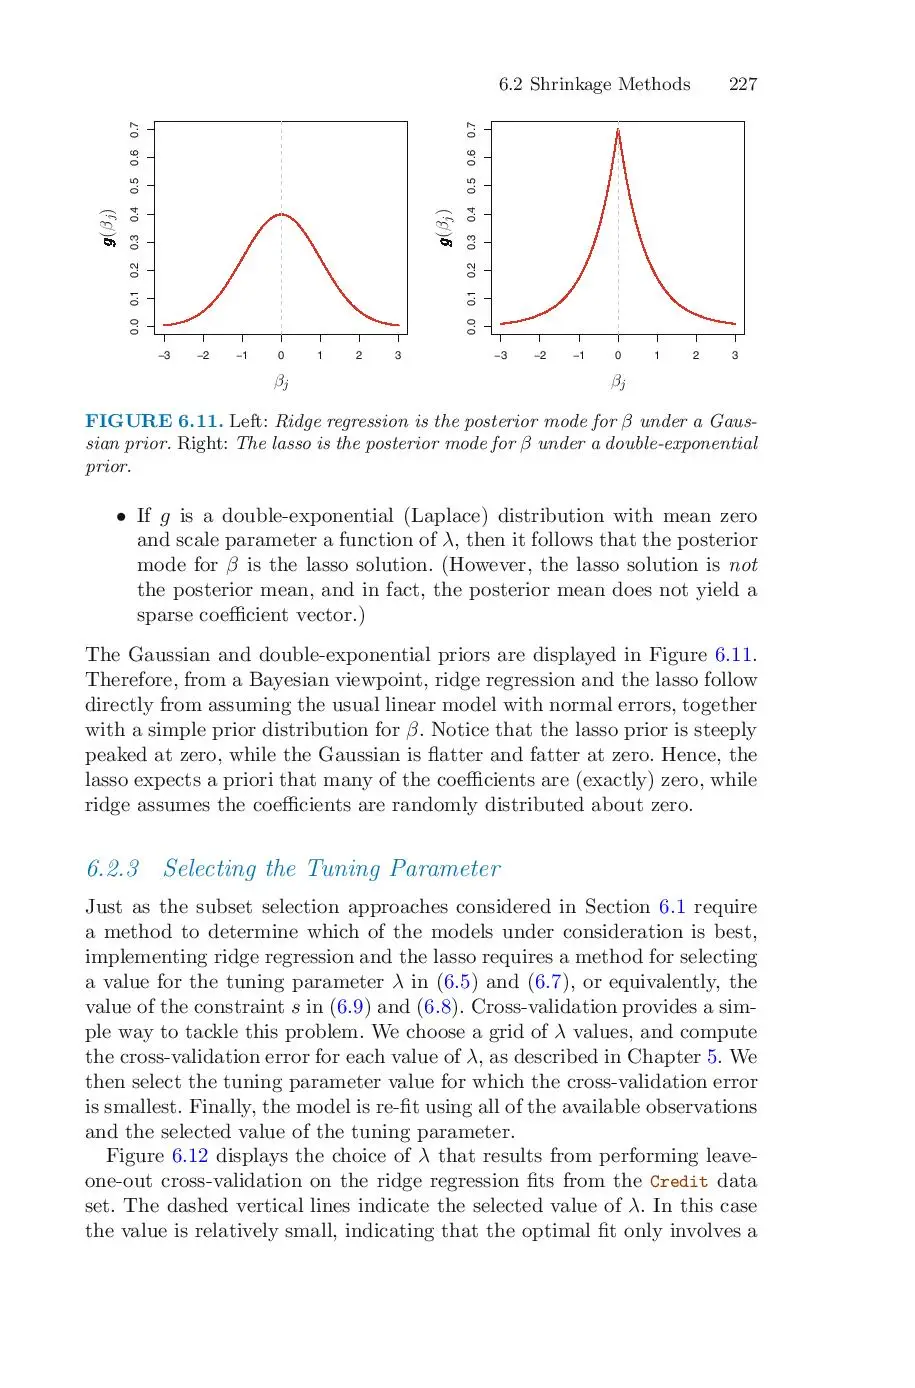 6.2 Shrinkage Methods 227
0.0 0.1 0.2 0.3 0.4 0.5 0.6 0.7
g(βj)
−3 −2 −1 0 1 2 3
βj
0.0 0.1 0.2 0.3 0.4 0.5 0.6 0.7
g(βj)
−3 −2 −1 0 1 2 3
βj
FIGURE 6.11. Left: Ridge regression is the posterior mode for β under a Gaus-
sian prior. Right: The lasso is the posterior mode for β under a double-exponential
prior.
• If g is a double-exponential (Laplace) distribution with mean zero
and scale parameter a function of λ, then it follows that the posterior
mode for β is the lasso solution. (However, the lasso solution is not
the posterior mean, and in fact, the posterior mean does not yield a
sparse coefficient vector.)
The Gaussian and double-exponential priors are displayed in Figure 6.11.
Therefore, from a Bayesian viewpoint, ridge regression and the lasso follow
directly from assuming the usual linear model with normal errors, together
with a simple prior distribution for β. Notice that the lasso prior is steeply
peaked at zero, while the Gaussian is flatter and fatter at zero. Hence, the
lasso expects a priori that many of the coefficients are (exactly) zero, while
ridge assumes the coefficients are randomly distributed about zero.
6.2.3 Selecting the Tuning Parameter
Just as the subset selection approaches considered in Section 6.1 require
a method to determine which of the models under consideration is best,
implementing ridge regression and the lasso requires a method for selecting
a value for the tuning parameter λ in (6.5) and (6.7), or equivalently, the
value of the constraint s in (6.9) and (6.8). Cross-validation provides a sim-
ple way to tackle this problem. We choose a grid of λ values, and compute
the cross-validation error for each value of λ, as described in Chapter 5. We
then select the tuning parameter value for which the cross-validation error
is smallest. Finally, the model is re-fit using all of the available observations
and the selected value of the tuning parameter.
Figure 6.12 displays the choice of λ that results from performing leave-
one-out cross-validation on the ridge regression fits from the Credit data
set. The dashed vertical lines indicate the selected value of λ. In this case
the value is relatively small, indicating that the optimal fit only involves a